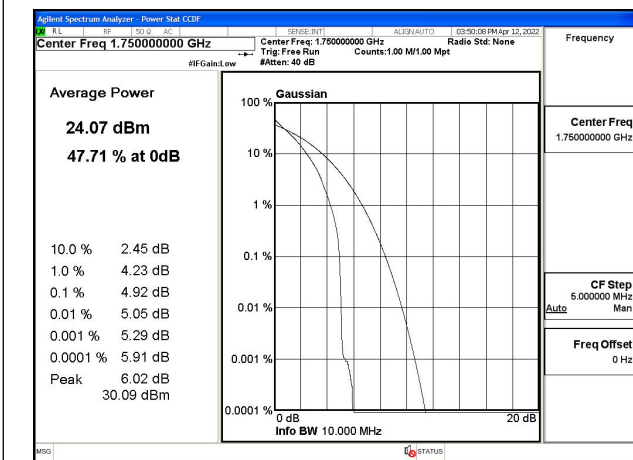 Agilent Spectrum Analyzer - Power Stat CCDF
LXI RL RF 50 Ω AC SENSE:INT ALIGN AUTO 03:50:08 PM Apr 12, 2022
Center Freq 1.750000000 GHz
Center Freq: 1.750000000 GHz Radio Std: None
Trig: Free Run Counts:1.00 M/1.00 Mpt
#IFGain:Low #Atten: 40 dB
Frequency
Average Power
24.07 dBm
47.71 % at 0dB
10.0 % 2.45 dB
1.0 % 4.23 dB
0.1 % 4.92 dB
0.01 % 5.05 dB
0.001 % 5.29 dB
0.0001 % 5.91 dB
Peak 6.02 dB
30.09 dBm
Gaussian
100 %
10 %
1 %
0.1 %
0.01 %
0.001 %
0.0001 %
0 dB 20 dB
Info BW 10.000 MHz
Center Freq
1.750000000 GHz
CF Step
5.000000 MHz
Auto Man
Freq Offset
0 Hz
MSG STATUS